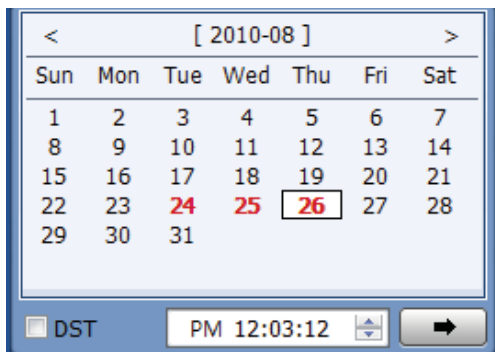 < [ 2010-08 ] >
Sun Mon Tue Wed Thu Fri Sat
1 2 3 4 5 6 7
8 9 10 11 12 13 14
15 16 17 18 19 20 21
22 23 24 25 26 27 28
29 30 31
DST PM 12:03:12